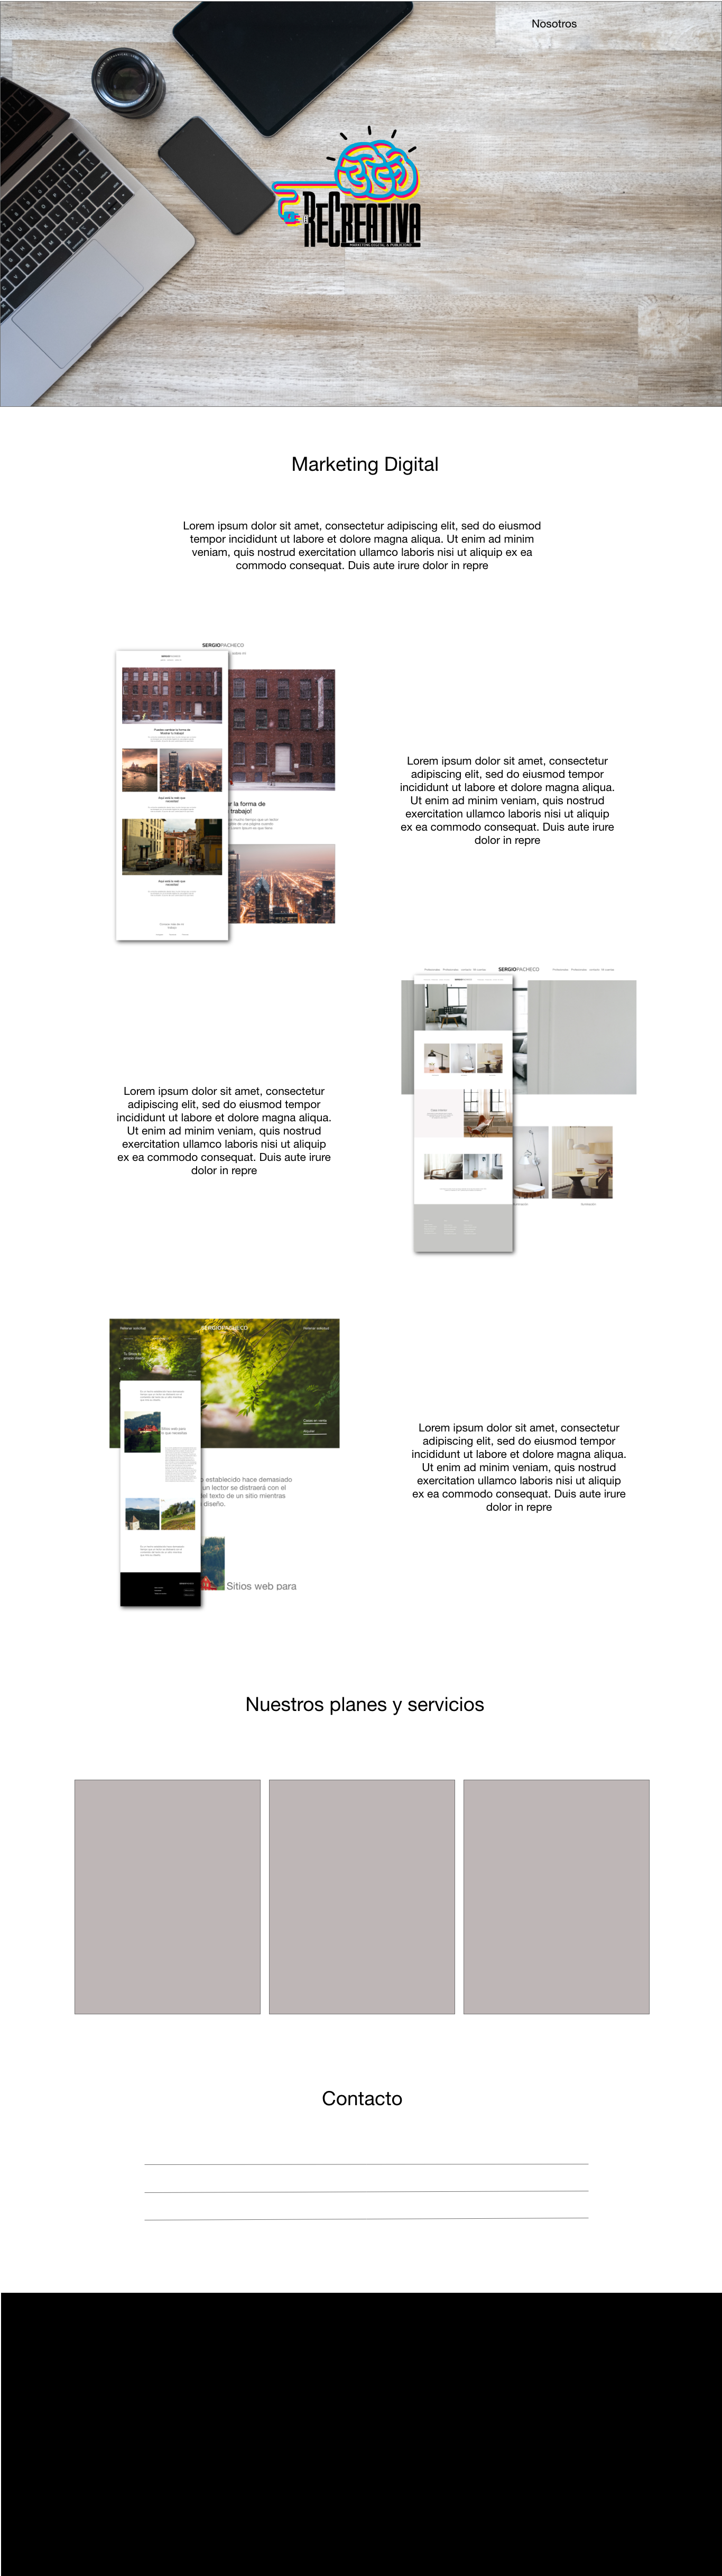 Nosotros
RECREATIVA
MARKETING DIGITAL & PUBLICIDAD
Marketing Digital
Lorem ipsum dolor sit amet, consectetur adipiscing elit, sed do eiusmod
tempor incididunt ut labore et dolore magna aliqua. Ut enim ad minim
veniam, quis nostrud exercitation ullamco laboris nisi ut aliquip ex ea
commodo consequat. Duis aute irure dolor in repre
SERGIOPACHECO
ar la forma de
trabajo!
Lorem ipsum dolor sit amet, consectetur
adipiscing elit, sed do eiusmod tempor
incididunt ut labore et dolore magna aliqua.
Ut enim ad minim veniam, quis nostrud
exercitation ullamco laboris nisi ut aliquip
ex ea commodo consequat. Duis aute irure
dolor in repre
SERGIOPACHECO
Lorem ipsum dolor sit amet, consectetur
adipiscing elit, sed do eiusmod tempor
incididunt ut labore et dolore magna aliqua.
Ut enim ad minim veniam, quis nostrud
exercitation ullamco laboris nisi ut aliquip
ex ea commodo consequat. Duis aute irure
dolor in repre
SERGIOPACHECO
Lorem ipsum dolor sit amet, consectetur
adipiscing elit, sed do eiusmod tempor
incididunt ut labore et dolore magna aliqua.
Ut enim ad minim veniam, quis nostrud
exercitation ullamco laboris nisi ut aliquip
ex ea commodo consequat. Duis aute irure
dolor in repre
o establecido hace demasiado
un lector se distraerá con el
del texto de un sitio mientras
diseño.
Sitios web para
Nuestros planes y servicios
Contacto